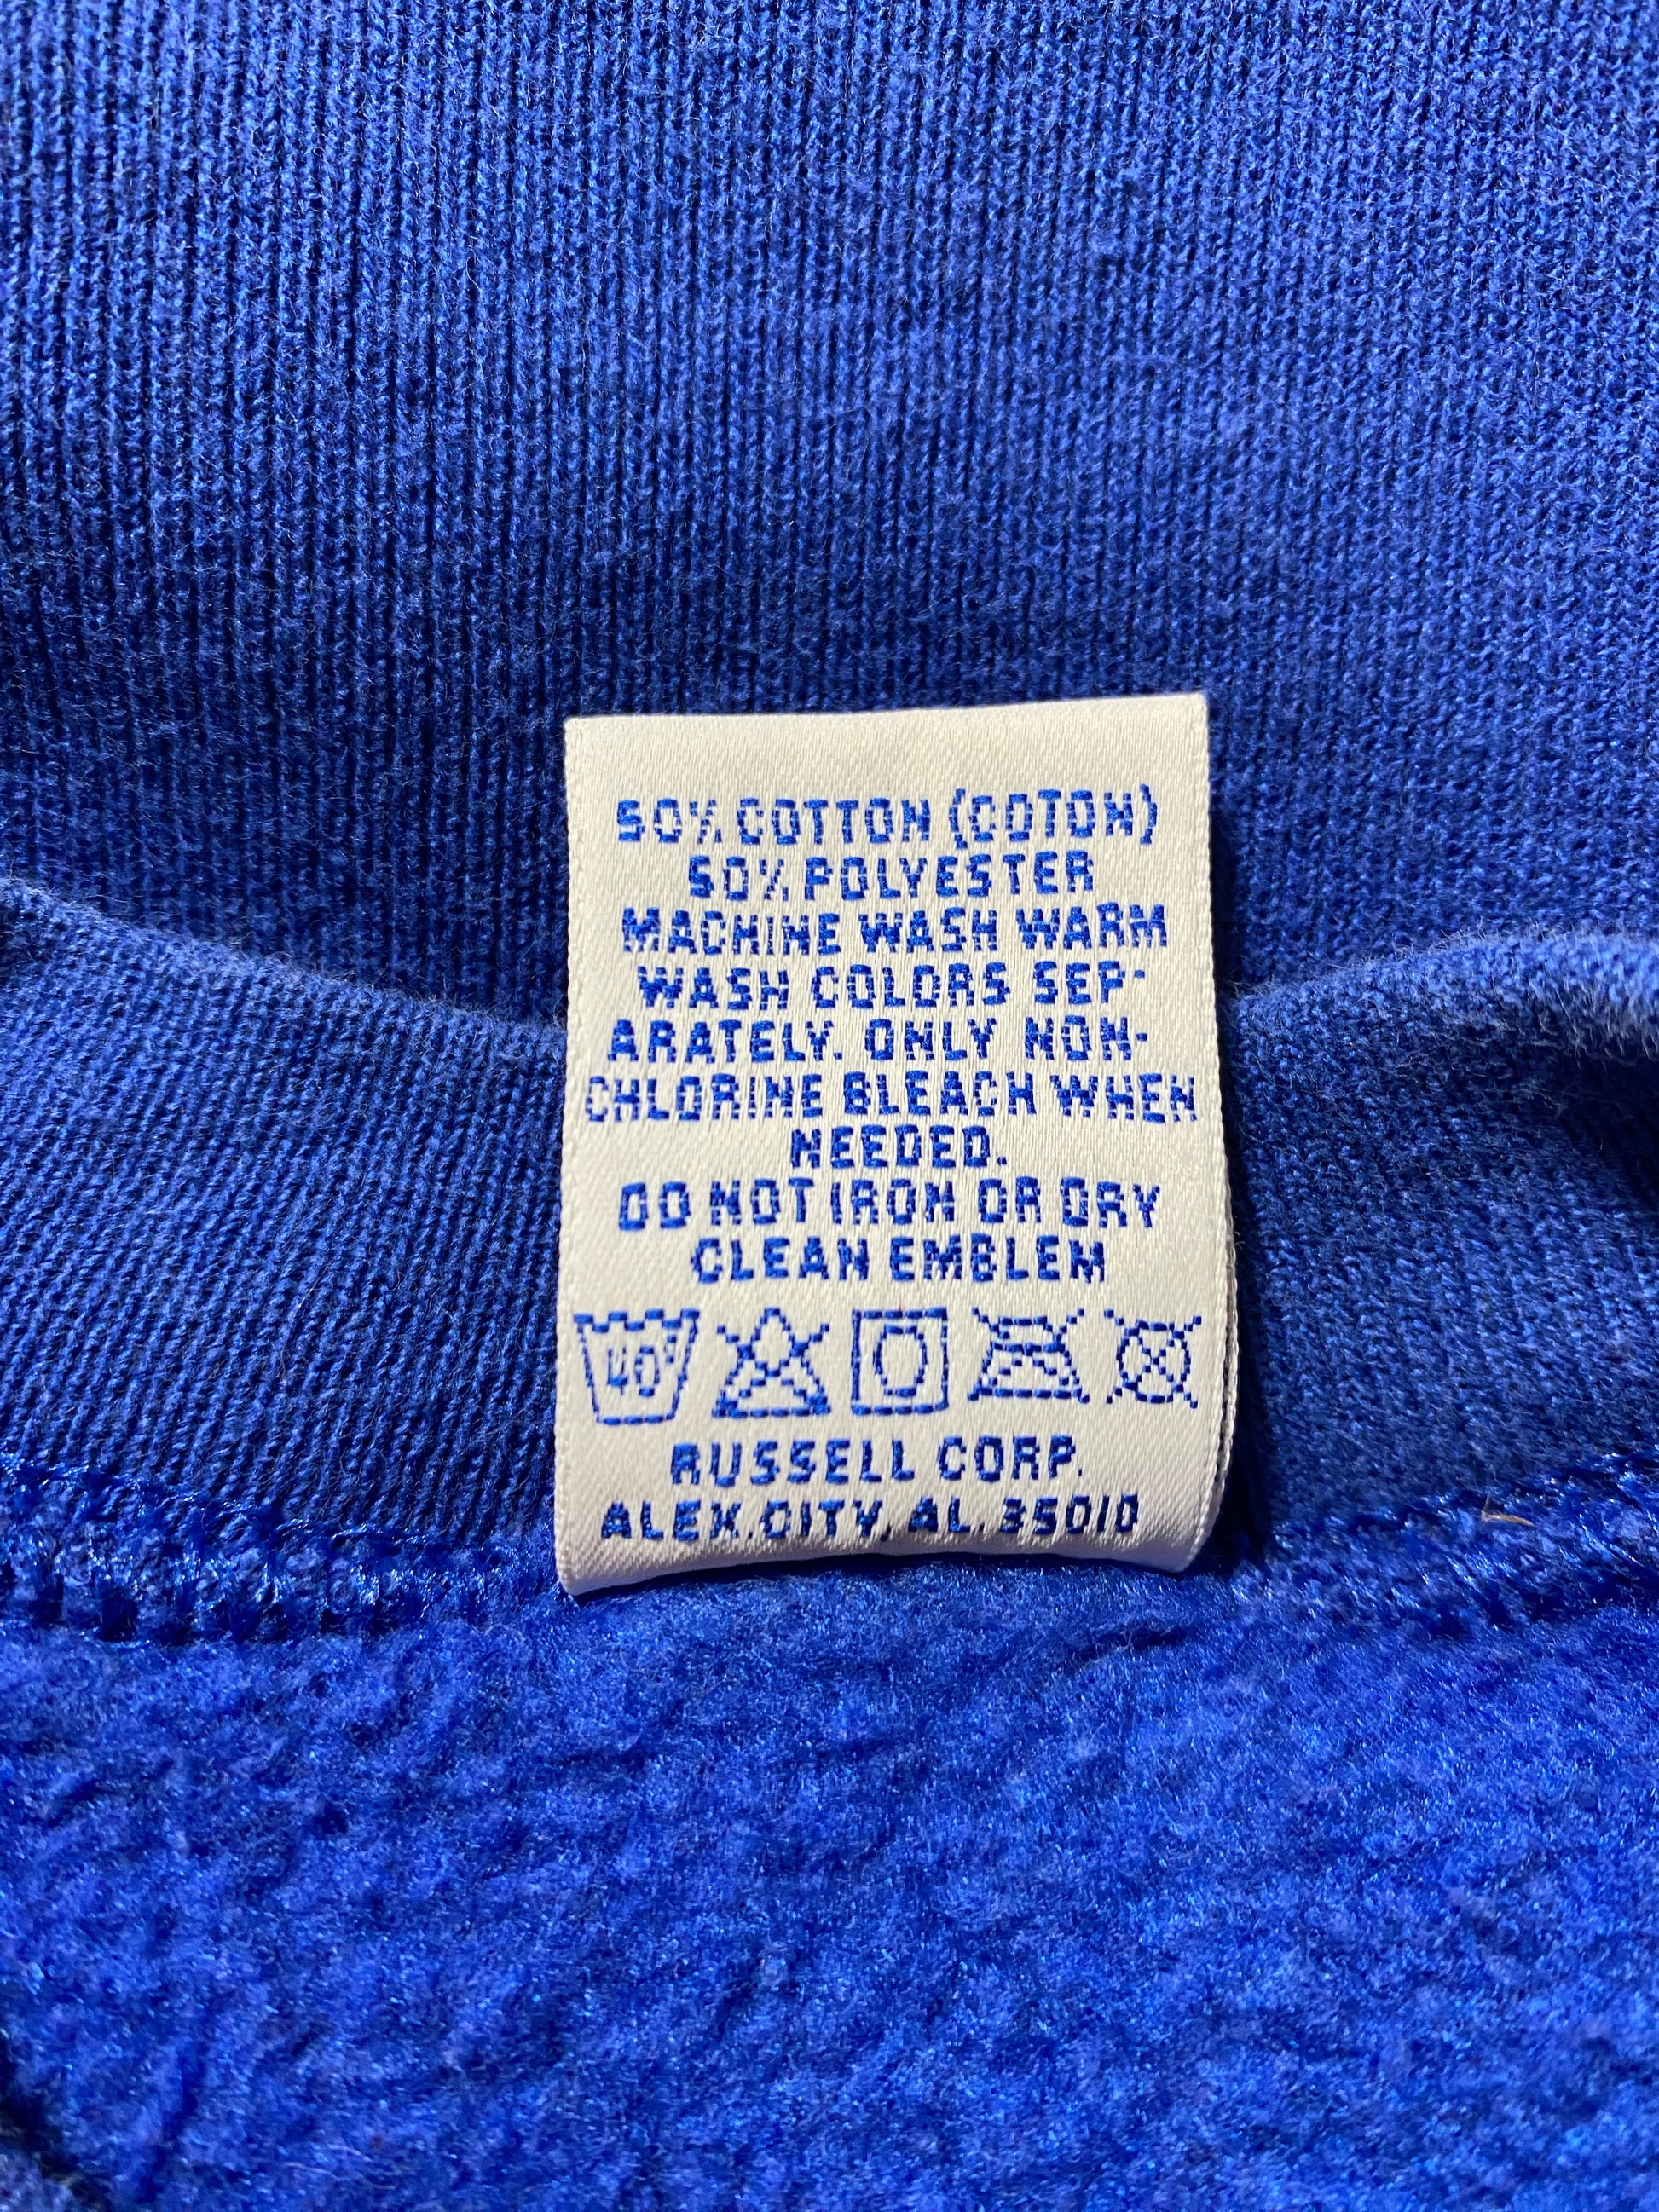 50% COTTON (COTON)
50% POLYESTER
MACHINE WASH WARM
WASH COLORS SEP-
ARATELY. ONLY NON-
CHLORINE BLEACH WHEN
NEEDED.
DO NOT IRON OR DRY
CLEAN EMBLEM
40°
RUSSELL CORP.
ALEX.CITY, AL. 35010